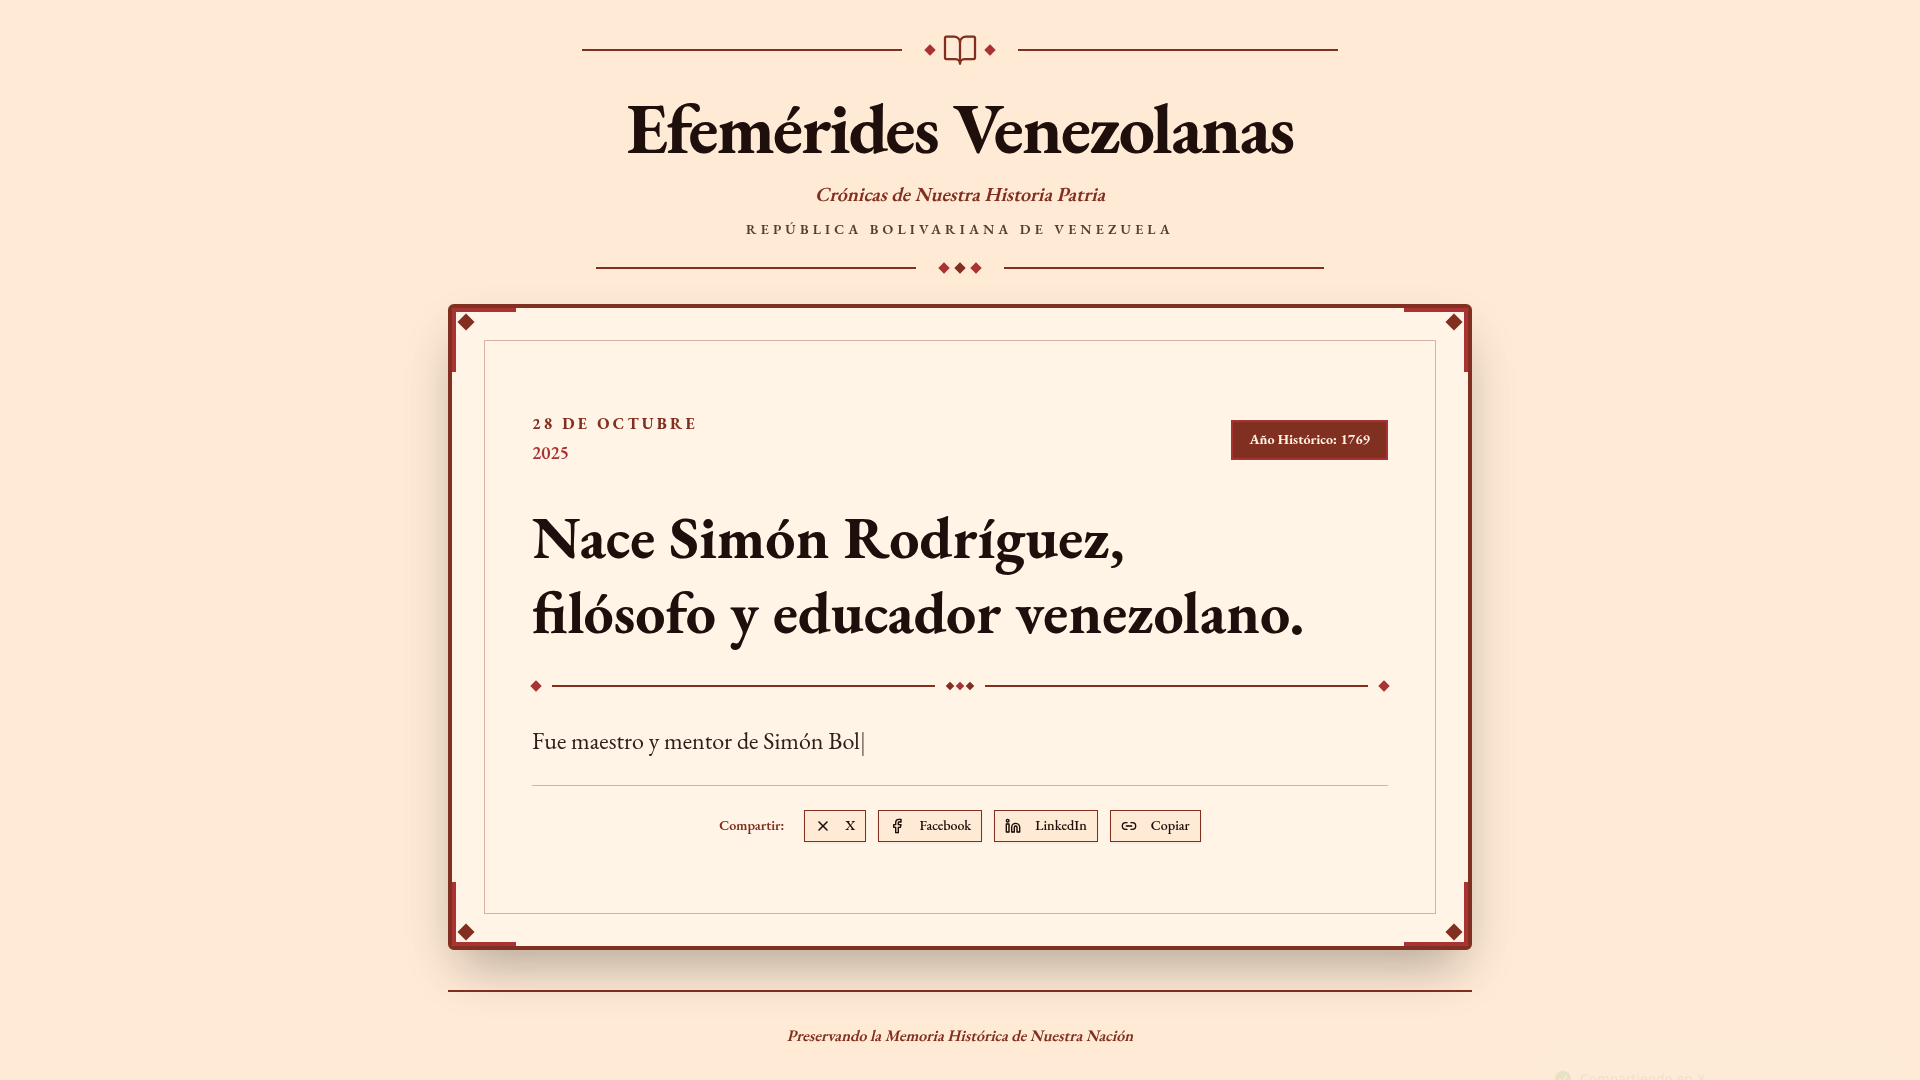 Efemérides Venezolanas
Crónicas de Nuestra Historia Patria
REPÚBLICA BOLIVARIANA DE VENEZUELA
28 DE OCTUBRE
2025
Año Histórico: 1769
Nace Simón Rodríguez,
filósofo y educador venezolano.
Fue maestro y mentor de Simón Bol|
Compartir:
X
Facebook
LinkedIn
Copiar
Preservando la Memoria Histórica de Nuestra Nación
Compartiendo en X